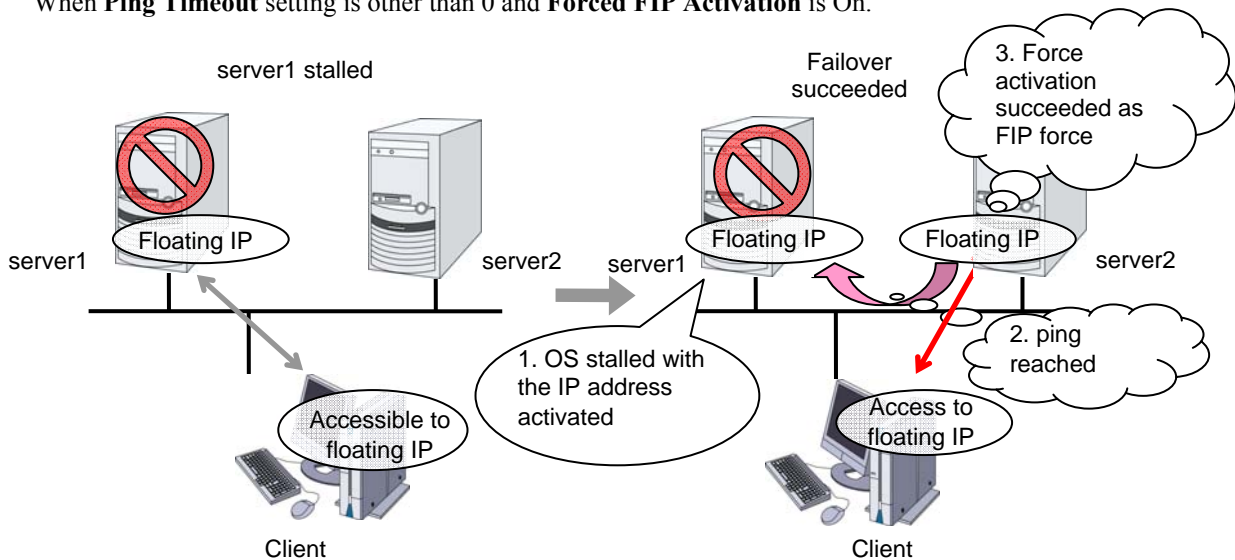 When Ping Timeout setting is other than 0 and Forced FIP Activation is On.
server1 stalled
Floating IP
server1
server2
Accessible to
floating IP
Client
Failover
succeeded
3. Force
activation
succeeded as
FIP force
Floating IP
Floating IP
server1
server2
1. OS stalled with
the IP address
activated
2. ping
reached
Access to
floating IP
Client